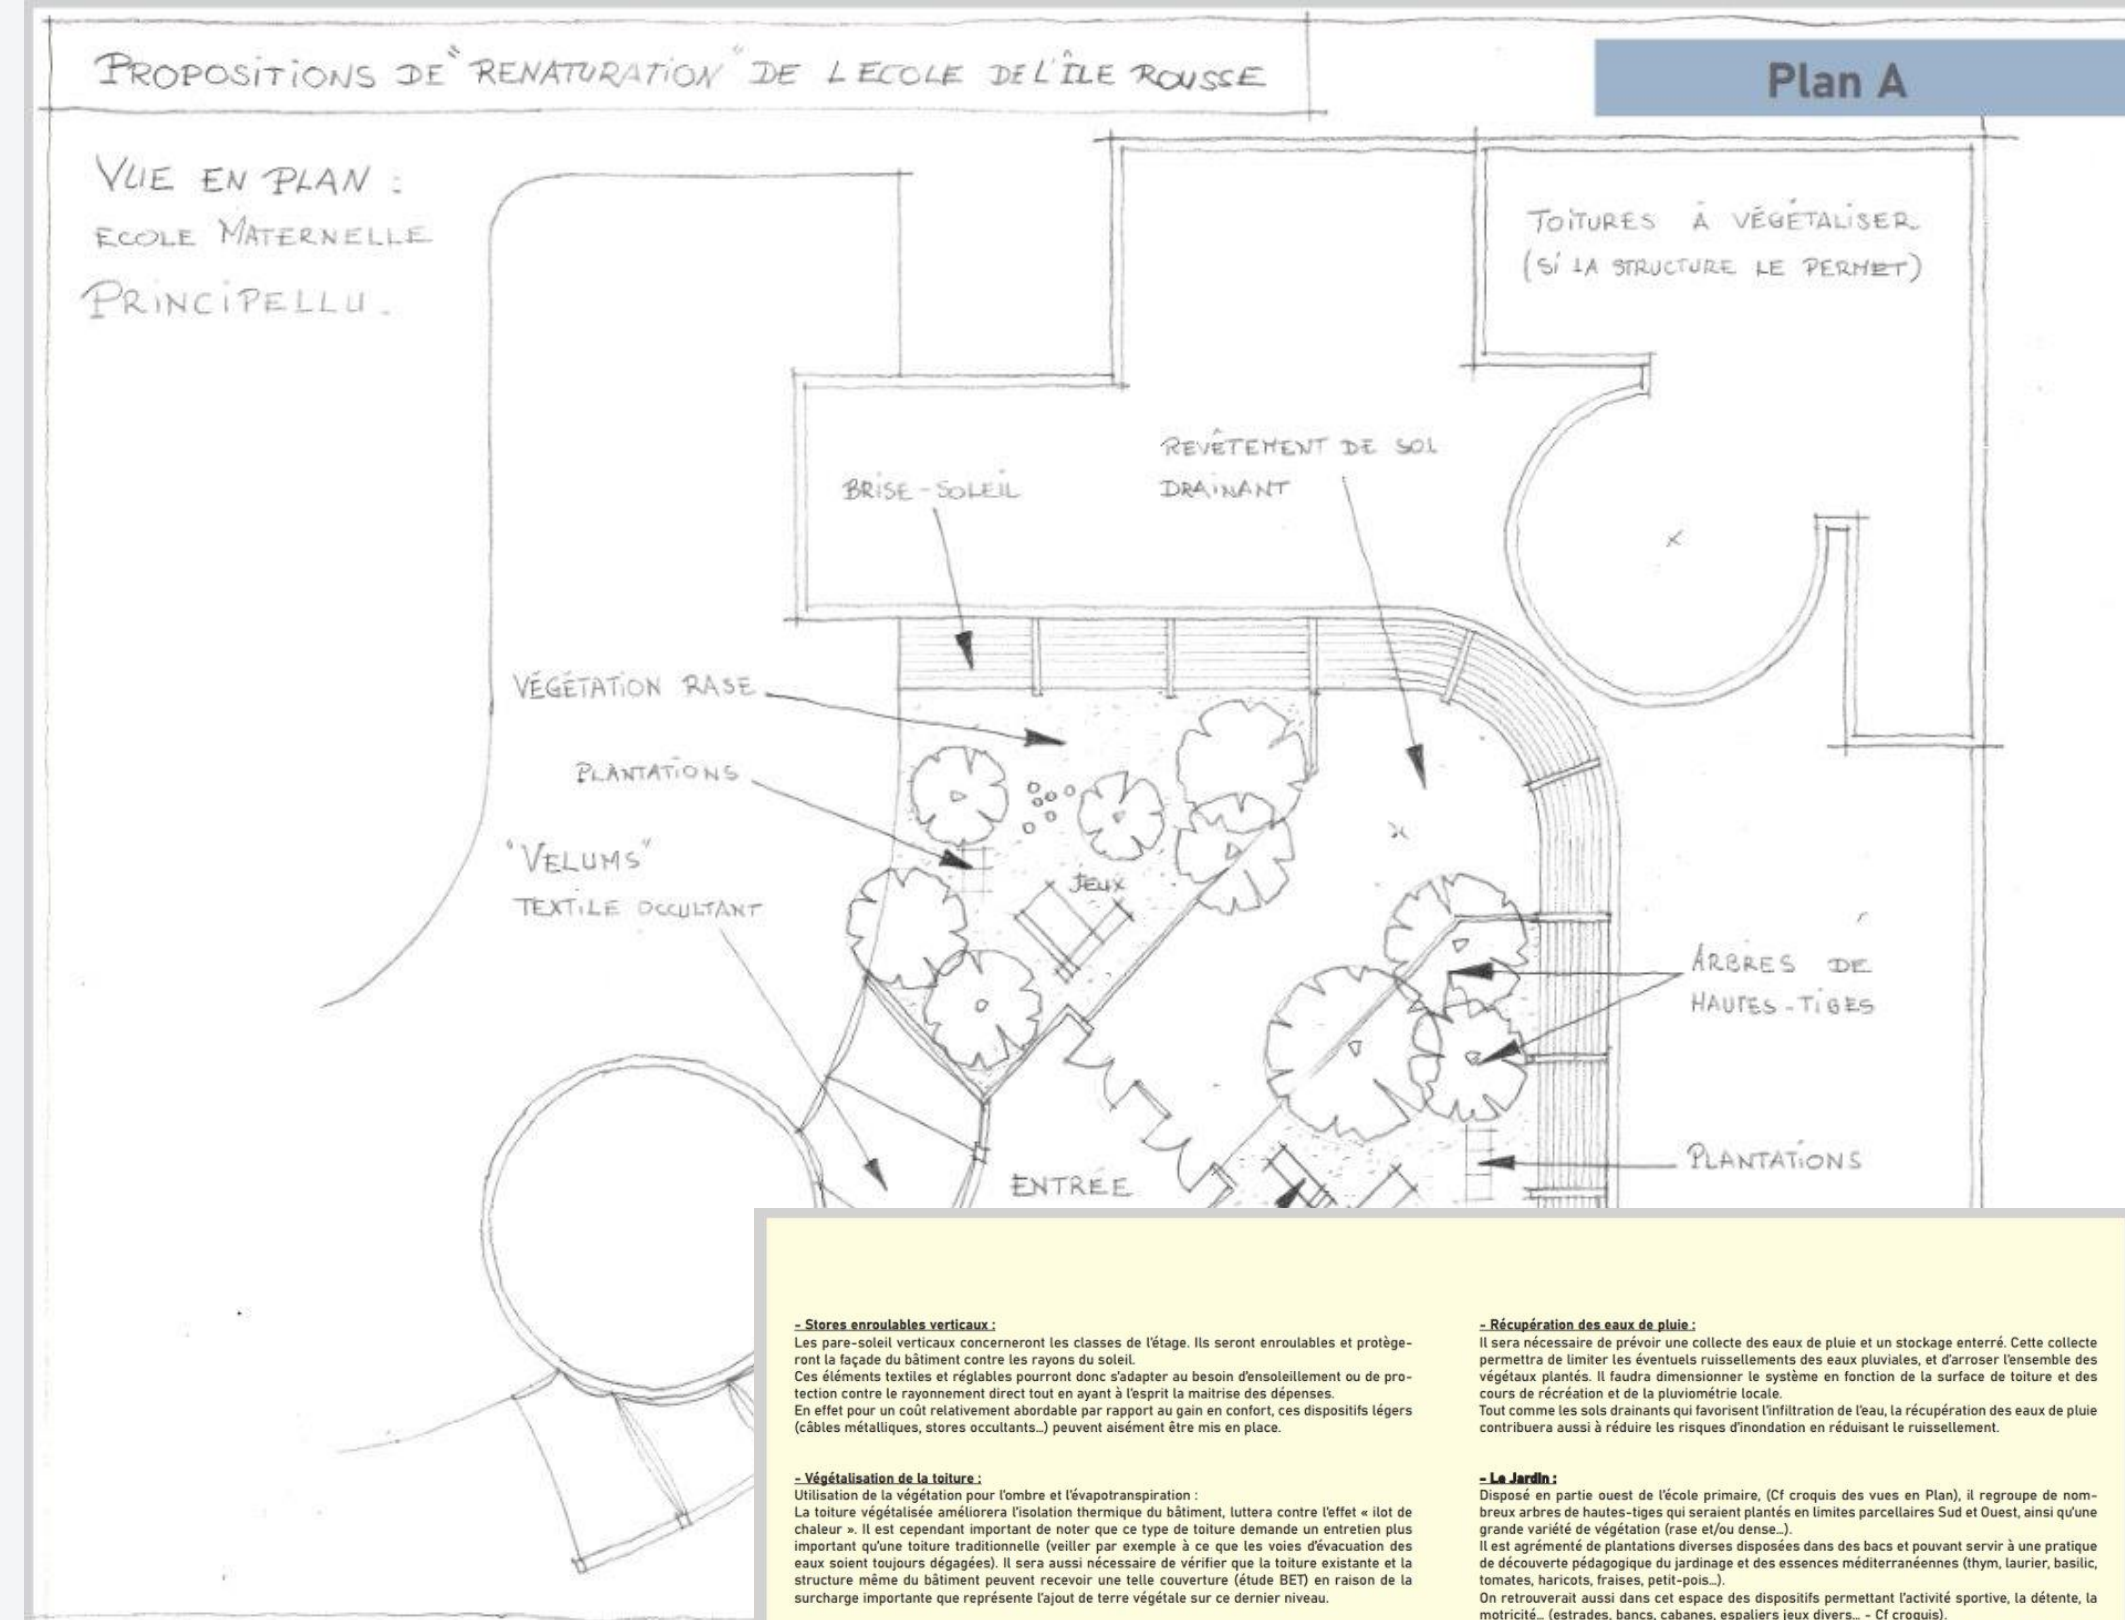 PROPOSITIONS DE "RENATURATION" DE L ECOLE DE L'ÎLE ROUSSE
Plan A
VUE EN PLAN :
ECOLE MATERNELLE
PRINCIPELLU.
TOITURES À VÉGÉTALISER
(SI LA STRUCTURE LE PERMET)
REVÊTEMENT DE SOL
DRAINANT
BRISE-SOLEIL
VÉGÉTATION RASE
PLANTATIONS
"VELUMS"
TEXTILE OCCULTANT
JEUX
ARBRES DE
HAUTES-TIGES
PLANTATIONS
ENTRÉE
- Stores enroulables verticaux :
Les pare-soleil verticaux concerneront les classes de l'étage. Ils seront enroulables et protège-
ront la façade du bâtiment contre les rayons du soleil.
Ces éléments textiles et réglables pourront donc s'adapter au besoin d'ensoleillement ou de pro-
tection contre le rayonnement direct tout en ayant à l'esprit la maitrise des dépenses.
En effet pour un coût relativement abordable par rapport au gain en confort, ces dispositifs légers
(câbles métalliques, stores occultants…) peuvent aisément être mis en place.
- Végétalisation de la toiture :
Utilisation de la végétation pour l'ombre et l'évapotranspiration :
La toiture végétalisée améliorera l'isolation thermique du bâtiment, luttera contre l'effet « ilot de
chaleur ». Il est cependant important de noter que ce type de toiture demande un entretien plus
important qu'une toiture traditionnelle (veiller par exemple à ce que les voies d'évacuation des
eaux soient toujours dégagées). Il sera aussi nécessaire de vérifier que la toiture existante et la
structure même du bâtiment peuvent recevoir une telle couverture (étude BET) en raison de la
surcharge importante que représente l'ajout de terre végétale sur ce dernier niveau.
- Récupération des eaux de pluie :
Il sera nécessaire de prévoir une collecte des eaux de pluie et un stockage enterré. Cette collecte
permettra de limiter les éventuels ruissellements des eaux pluviales, et d'arroser l'ensemble des
végétaux plantés. Il faudra dimensionner le système en fonction de la surface de toiture et des
cours de récréation et de la pluviométrie locale.
Tout comme les sols drainants qui favorisent l'infiltration de l'eau, la récupération des eaux de pluie
contribuera aussi à réduire les risques d'inondation en réduisant le ruissellement.
- Le Jardin :
Disposé en partie ouest de l'école primaire, (Cf croquis des vues en Plan), il regroupe de nom-
breux arbres de hautes-tiges qui seraient plantés en limites parcellaires Sud et Ouest, ainsi qu'une
grande variété de végétation (rase et/ou dense…).
Il est agrémenté de plantations diverses disposées dans des bacs et pouvant servir à une pratique
de découverte pédagogique du jardinage et des essences méditerranéennes (thym, laurier, basilic,
tomates, haricots, fraises, petit-pois…).
On retrouverait aussi dans cet espace des dispositifs permettant l'activité sportive, la détente, la
motricité… (estrades, bancs, cabanes, espaliers jeux divers… - Cf croquis).